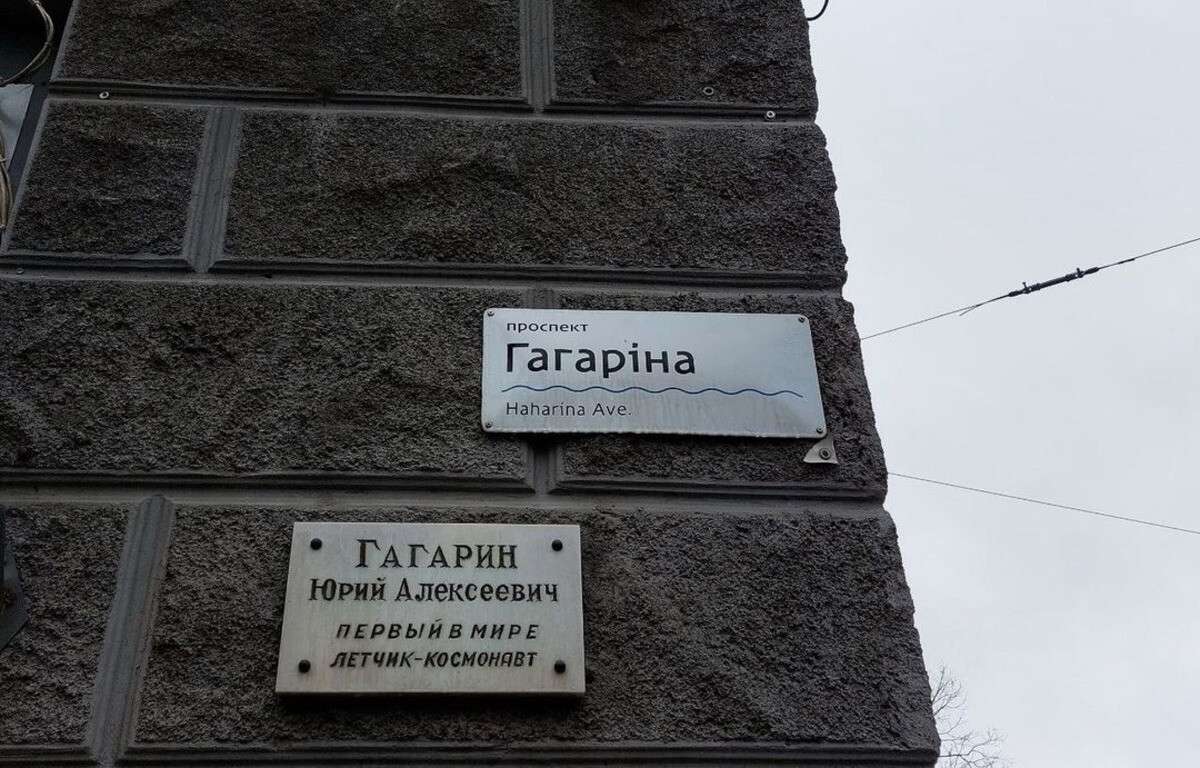 проспект
Гагаріна
Haharina Ave.
ГАГАРИН
Юрий Алексеевич
ПЕРВЫЙ В МИРЕ
ЛЕТЧИК-КОСМОНАВТ